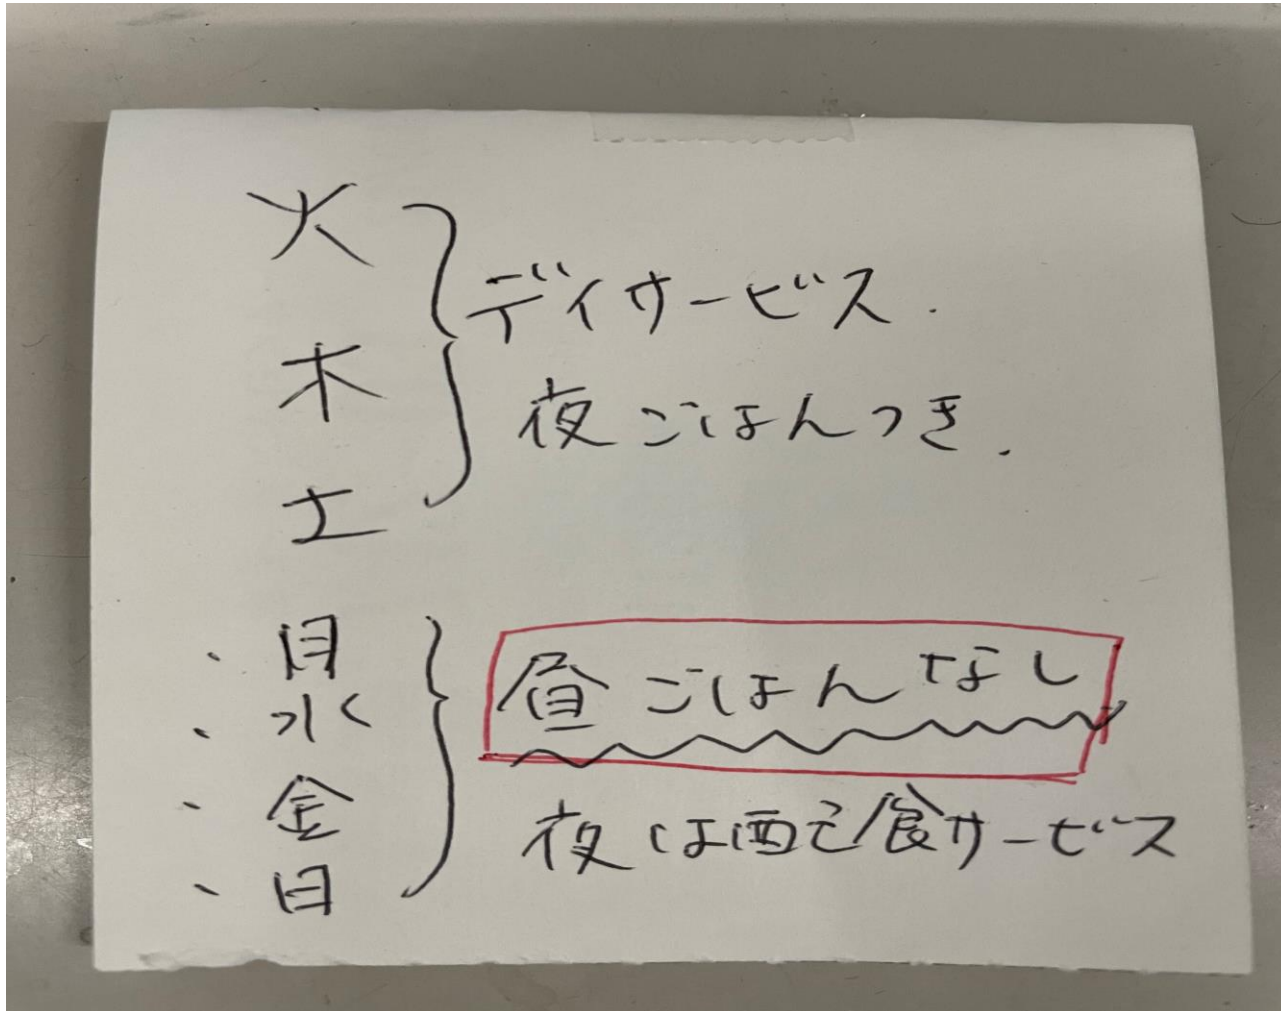 火
木
土
デイサービス.
夜ごはんつき.
、月
、水
、金
、日
昼ごはんなし
夜は配食サービス